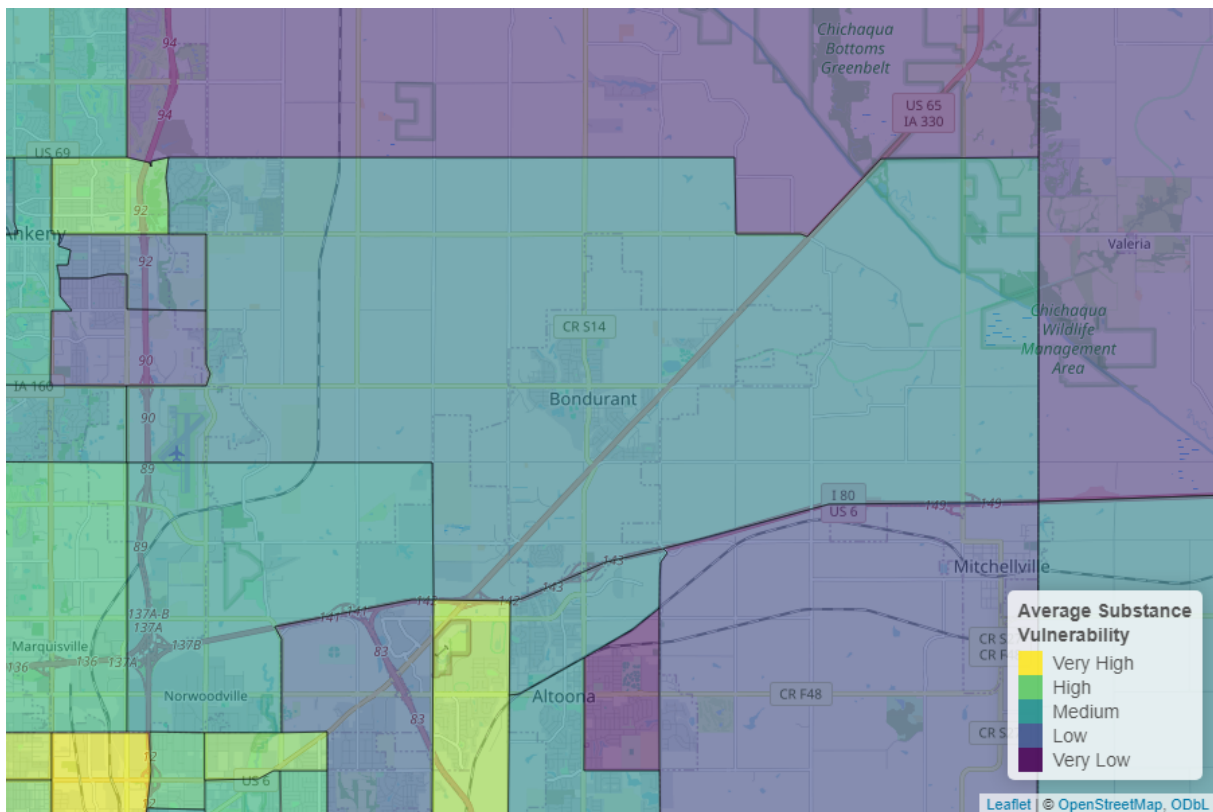 94
Chichaqua
Bottoms
Greenbelt
94
US 65
IA 330
US 69
92
Ankeny
92
Valeria
Chichaqua
Wildlife
Management
Area
CR S14
90
IA 160
Bondurant
90
89
I 80
US 6
149
149
89
143
143
Mitchellville
142
142
141
141
137A-B
137A
137B
Marquisville
136
136
137A
83
Norwoodville
Altoona
CR F48
83
12
US 6
12
Average Substance
Vulnerability
Very High
High
Medium
Low
Very Low
Leaflet | © OpenStreetMap, ODbL